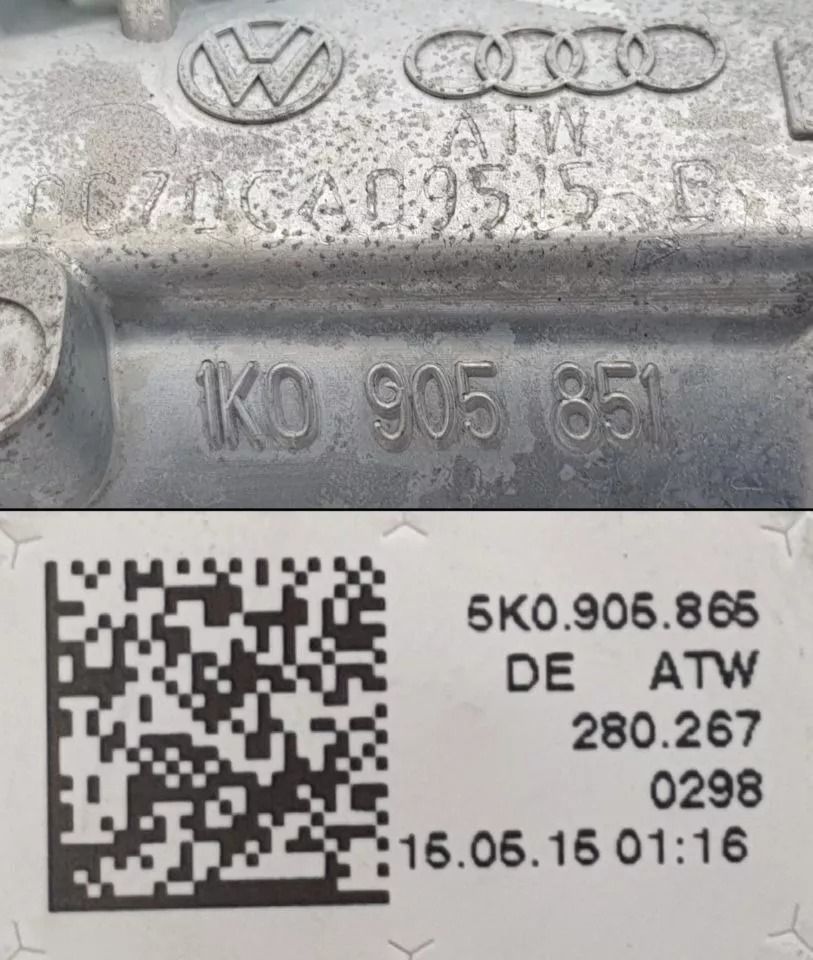 ATW
1K0 905 851
5K0.905.865
DE ATW
280.267
0298
15.05.15 01:16